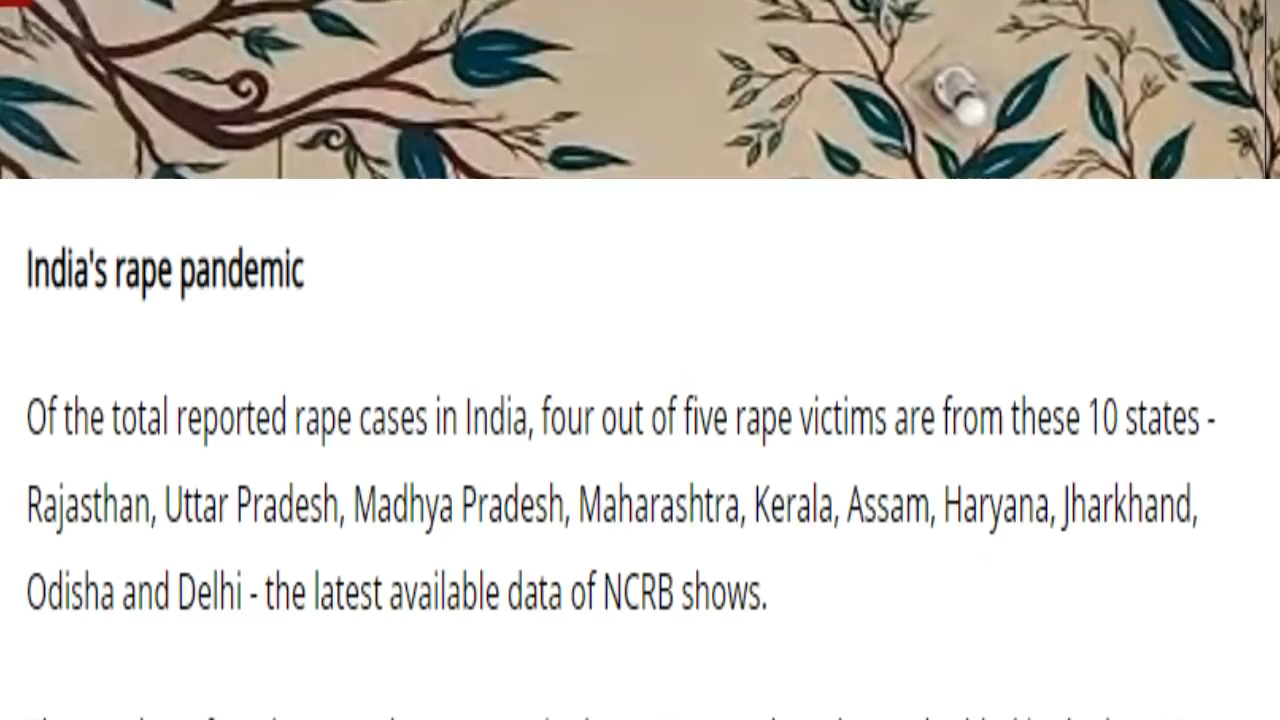 India's rape pandemic
Of the total reported rape cases in India, four out of five rape victims are from these 10 states -
Rajasthan, Uttar Pradesh, Madhya Pradesh, Maharashtra, Kerala, Assam, Haryana, Jharkhand,
Odisha and Delhi - the latest available data of NCRB shows.